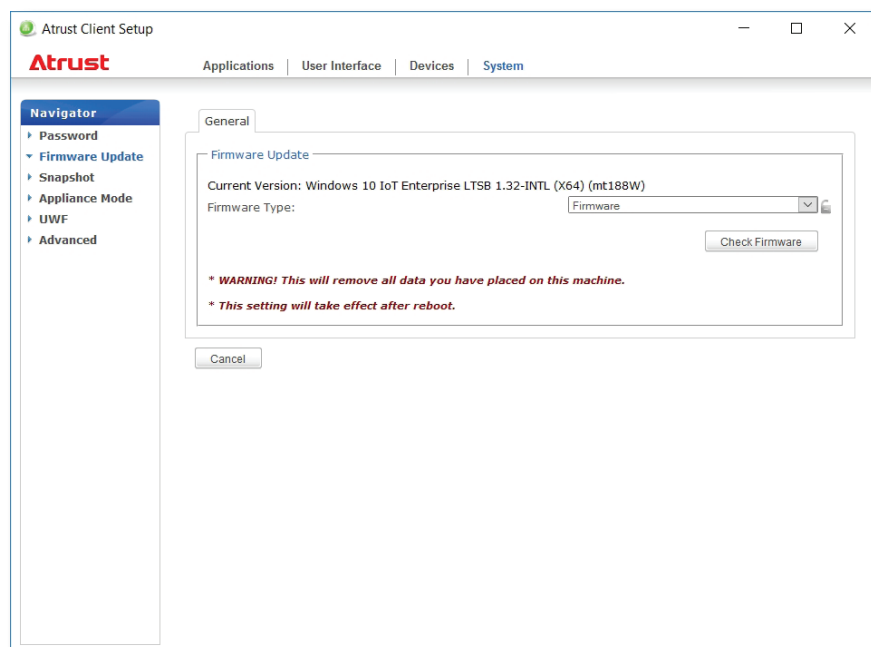 Atrust Client Setup
Atrust
Applications | User Interface | Devices | System
Navigator
Password
Firmware Update
Snapshot
Appliance Mode
UWF
Advanced
General
Firmware Update
Current Version: Windows 10 IoT Enterprise LTSB 1.32-INTL (X64) (mt188W)
Firmware Type: Firmware
Check Firmware
* WARNING! This will remove all data you have placed on this machine.
* This setting will take effect after reboot.
Cancel